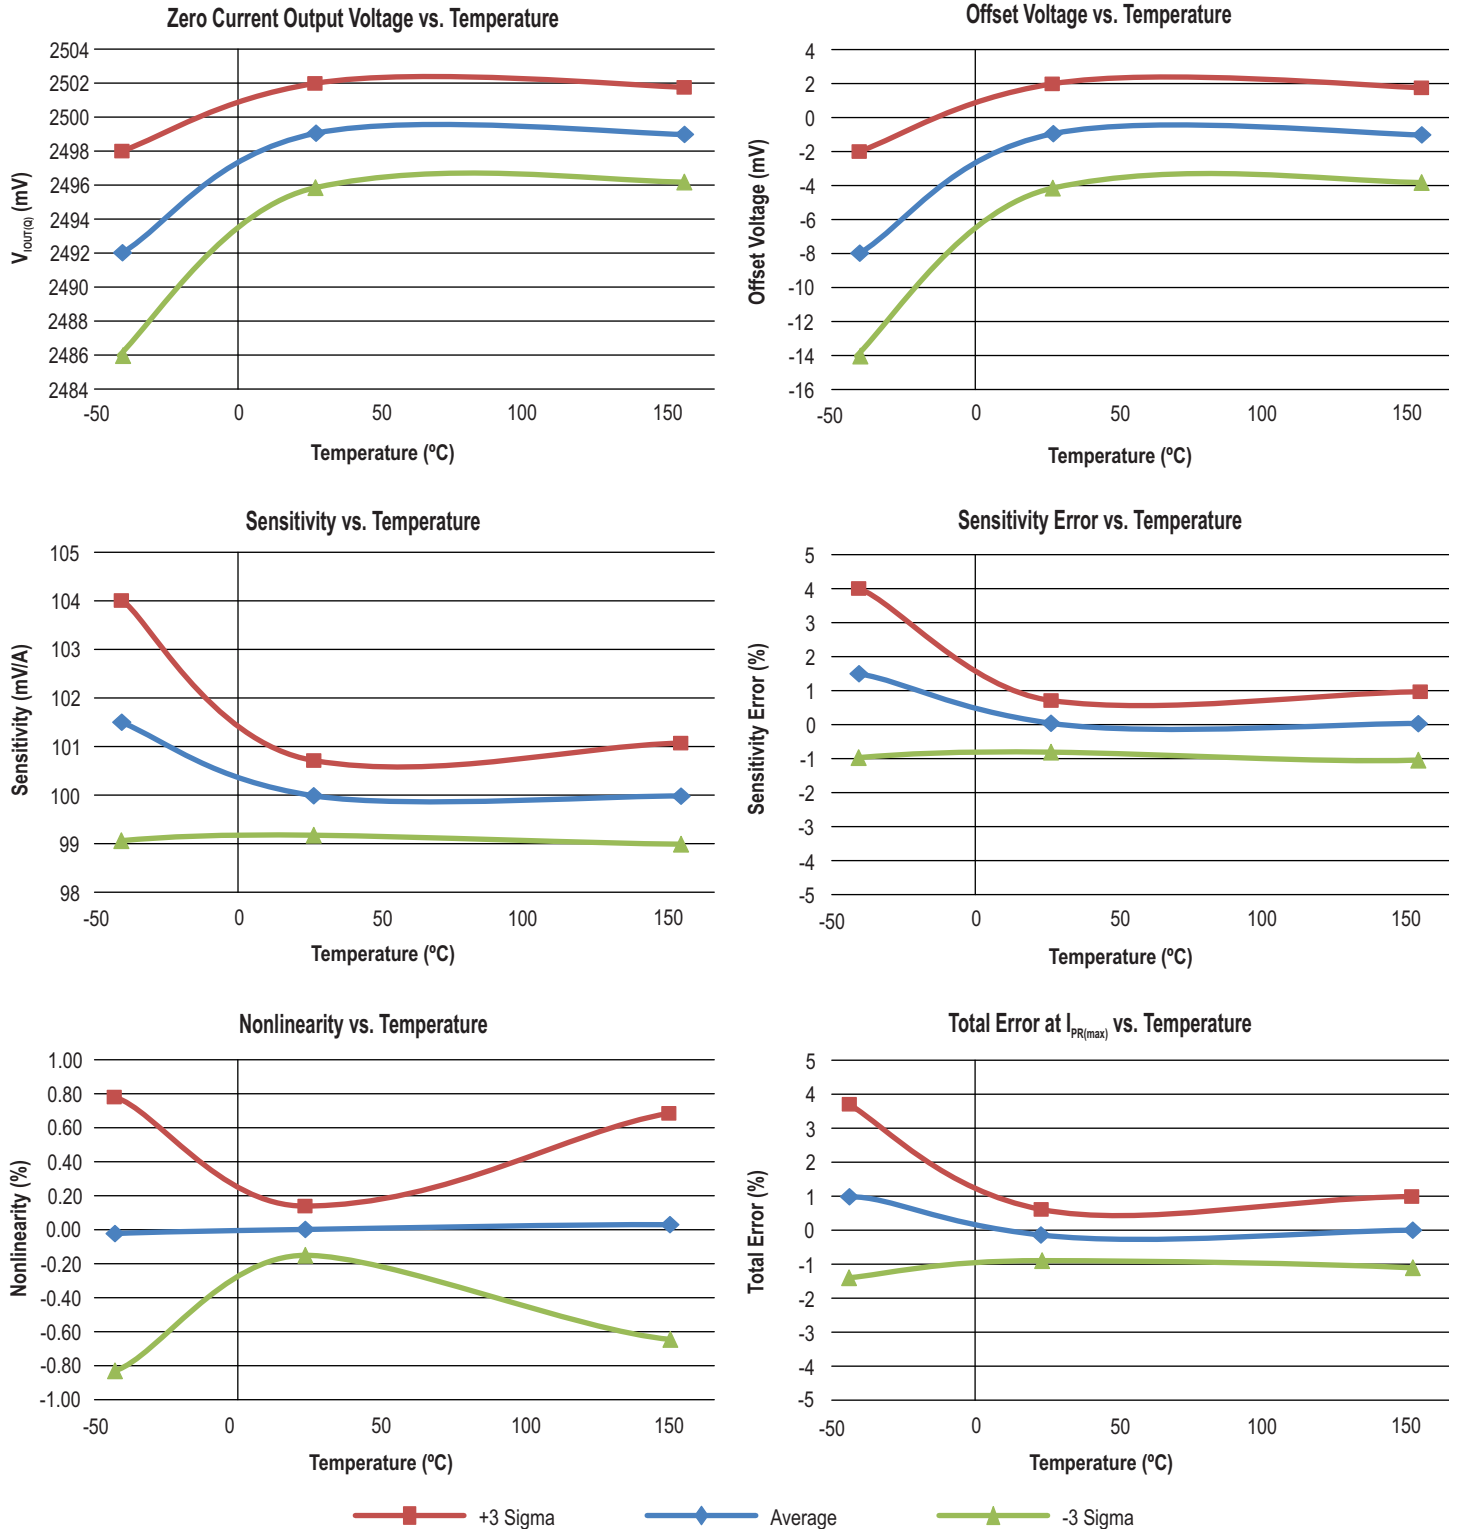 Zero Current Output Voltage vs. Temperature
2504
2502
2500
2498
2496
2494
2492
2490
2488
2486
2484
V_IOUT(Q) (mV)
-50 0 50 100 150
Temperature (ºC)
Offset Voltage vs. Temperature
4
2
0
-2
-4
-6
-8
-10
-12
-14
-16
Offset Voltage (mV)
-50 0 50 100 150
Temperature (ºC)
Sensitivity vs. Temperature
105
104
103
102
101
100
99
98
Sensitivity (mV/A)
-50 0 50 100 150
Temperature (ºC)
Sensitivity Error vs. Temperature
5
4
3
2
1
0
-1
-2
-3
-4
-5
Sensitivity Error (%)
-50 0 50 100 150
Temperature (ºC)
Nonlinearity vs. Temperature
1.00
0.80
0.60
0.40
0.20
0.00
-0.20
-0.40
-0.60
-0.80
-1.00
Nonlinearity (%)
-50 0 50 100 150
Temperature (ºC)
Total Error at I_PR(max) vs. Temperature
5
4
3
2
1
0
-1
-2
-3
-4
-5
Total Error (%)
-50 0 50 100 150
Temperature (ºC)
+3 Sigma Average -3 Sigma